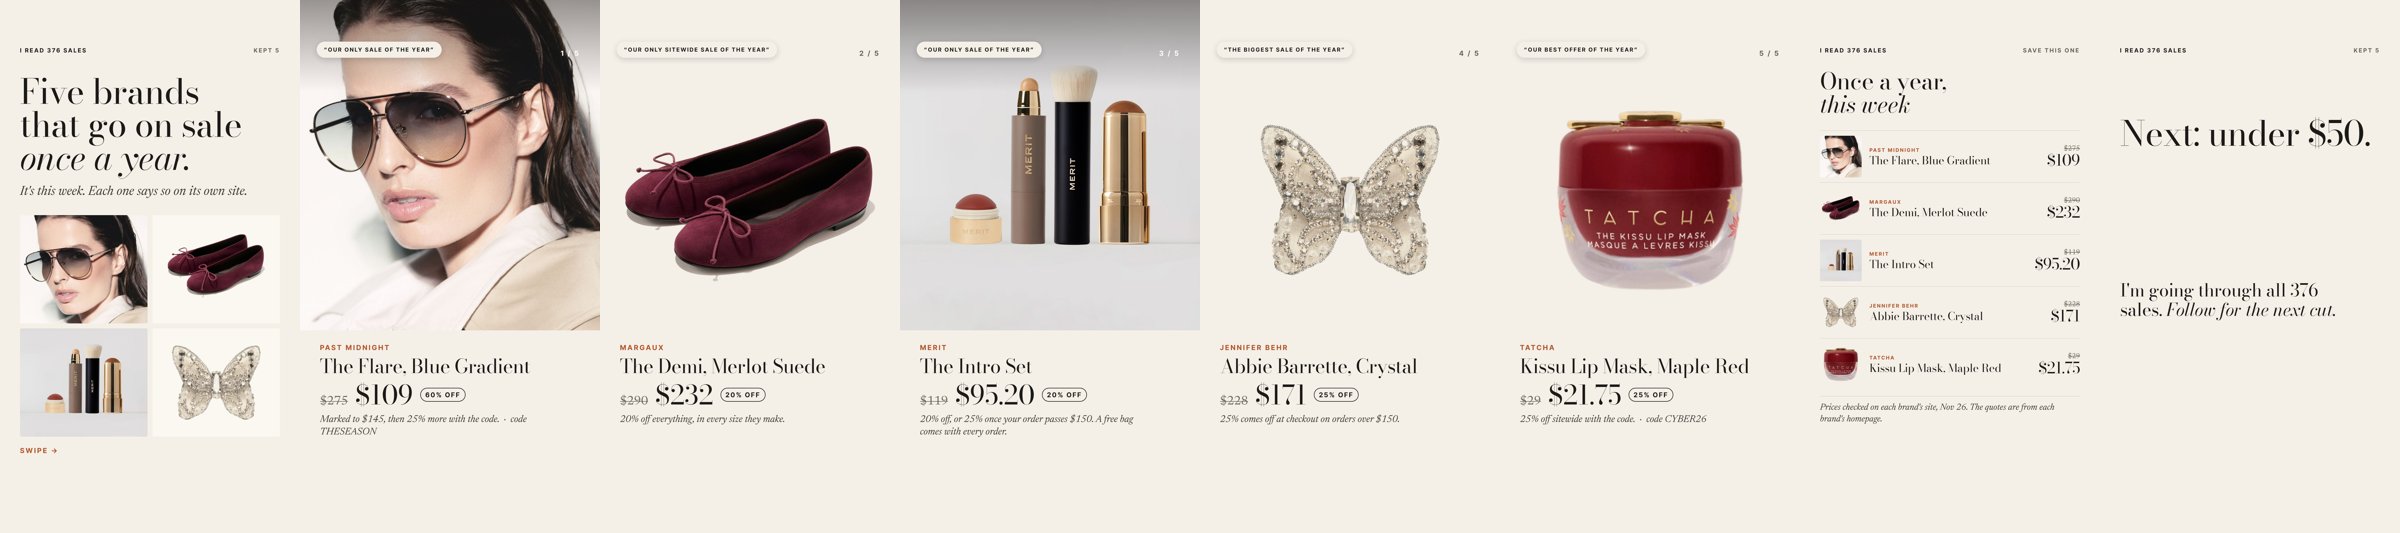 I READ 376 SALES
KEPT 5
Five brands
that go on sale
once a year.
It's this week. Each one says so on its own site.
MERIT
MERIT
SWIPE →
"OUR ONLY SALE OF THE YEAR"
1 / 5
PAST MIDNIGHT
The Flare, Blue Gradient
$275 $109 60% OFF
Marked to $145, then 25% more with the code. · code
THESEASON
"OUR ONLY SITEWIDE SALE OF THE YEAR"
2 / 5
MARGAUX
The Demi, Merlot Suede
$290 $232 20% OFF
20% off everything, in every size they make.
"OUR ONLY SALE OF THE YEAR"
3 / 5
MERIT
MERIT
MERIT
MERIT
The Intro Set
$119 $95.20 20% OFF
20% off, or 25% once your order passes $150. A free bag
comes with every order.
"THE BIGGEST SALE OF THE YEAR"
4 / 5
JENNIFER BEHR
Abbie Barrette, Crystal
$228 $171 25% OFF
25% comes off at checkout on orders over $150.
"OUR BEST OFFER OF THE YEAR"
5 / 5
TATCHA
THE KISSU LIP MASK
MASQUE A LEVRES KISSU
TATCHA
Kissu Lip Mask, Maple Red
$29 $21.75 25% OFF
25% off sitewide with the code. · code CYBER26
I READ 376 SALES
SAVE THIS ONE
Once a year,
this week
PAST MIDNIGHT
The Flare, Blue Gradient
$275
$109
MARGAUX
The Demi, Merlot Suede
$290
$232
MERIT
The Intro Set
$119
$95.20
JENNIFER BEHR
Abbie Barrette, Crystal
$228
$171
TATCHA
Kissu Lip Mask, Maple Red
$29
$21.75
Prices checked on each brand's site, Nov 26. The quotes are from each
brand's homepage.
I READ 376 SALES
KEPT 5
Next: under $50.
I'm going through all 376
sales. Follow for the next cut.